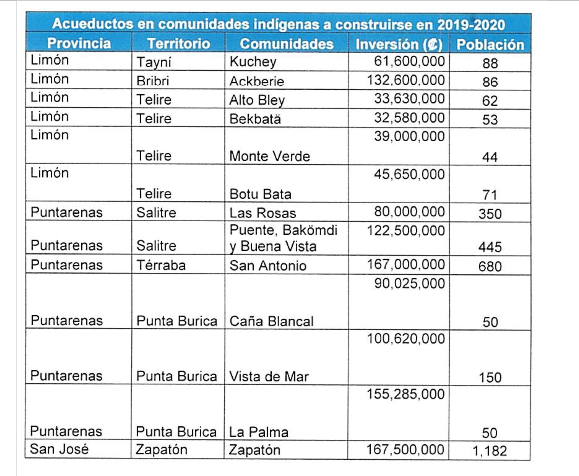 Acueductos en comunidades indígenas a construirse en 2019-2020
Provincia Territorio Comunidades Inversión (₡) Población
Limón Tayní Kuchey 61,600,000 88
Limón Bribri Ackberie 132,600,000 86
Limón Telire Alto Bley 33,630,000 62
Limón Telire Bekbatä 32,580,000 53
Limón Telire Monte Verde 39,000,000 44
Limón Telire Botu Bata 45,650,000 71
Puntarenas Salitre Las Rosas 80,000,000 350
Puntarenas Salitre Puente, Bakömdi
y Buena Vista 122,500,000 445
Puntarenas Térraba San Antonio 167,000,000 680
Puntarenas Punta Burica Caña Blancal 90,025,000 50
Puntarenas Punta Burica Vista de Mar 100,620,000 150
Puntarenas Punta Burica La Palma 155,285,000 50
San José Zapatón Zapatón 167,500,000 1,182